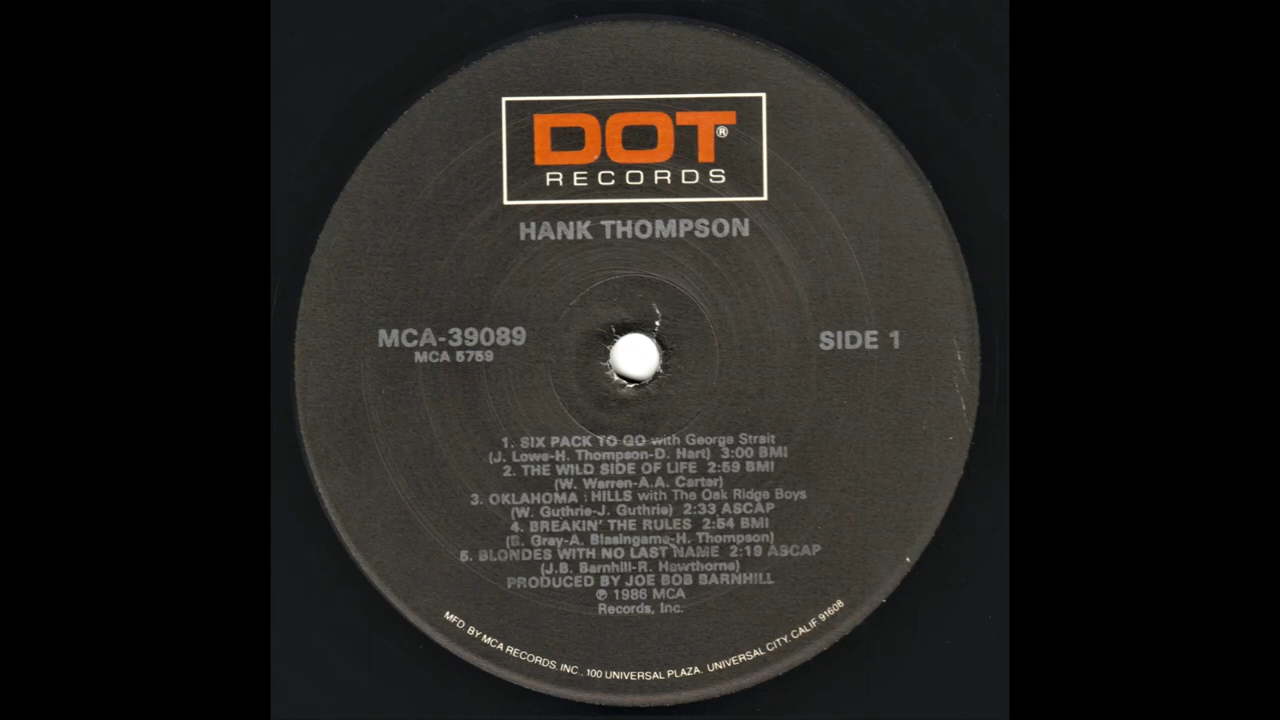 DOT®
RECORDS
HANK THOMPSON
MCA-39089
MCA 5759
SIDE 1
1. SIX PACK TO GO with George Strait
(J. Lowe-H. Thompson-D. Hart) 3:00 BMI
2. THE WILD SIDE OF LIFE 2:59 BMI
(W. Warren-A.A. Carter)
3. OKLAHOMA HILLS with The Oak Ridge Boys
(W. Guthrie-J. Guthrie) 2:33 ASCAP
4. BREAKIN' THE RULES 2:54 BMI
(B. Gray-A. Blasingame-H. Thompson)
5. BLONDES WITH NO LAST NAME 2:19 ASCAP
(J.B. Barnhill-R. Hawthorne)
PRODUCED BY JOE BOB BARNHILL
℗ 1986 MCA
Records, Inc.
MFD. BY MCA RECORDS, INC., 100 UNIVERSAL PLAZA, UNIVERSAL CITY, CALIF 91608